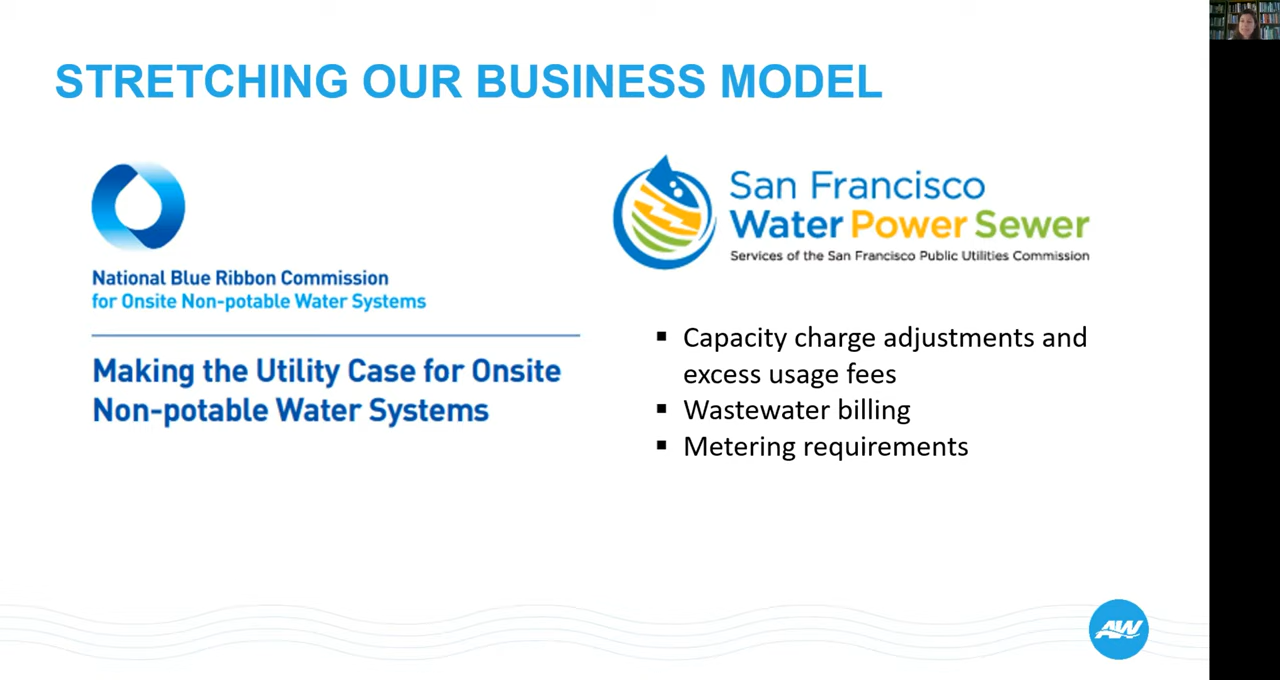 STRETCHING OUR BUSINESS MODEL
National Blue Ribbon Commission
for Onsite Non-potable Water Systems
Making the Utility Case for Onsite
Non-potable Water Systems
San Francisco
Water Power Sewer
Services of the San Francisco Public Utilities Commission
▪ Capacity charge adjustments and
excess usage fees
▪ Wastewater billing
▪ Metering requirements
AW